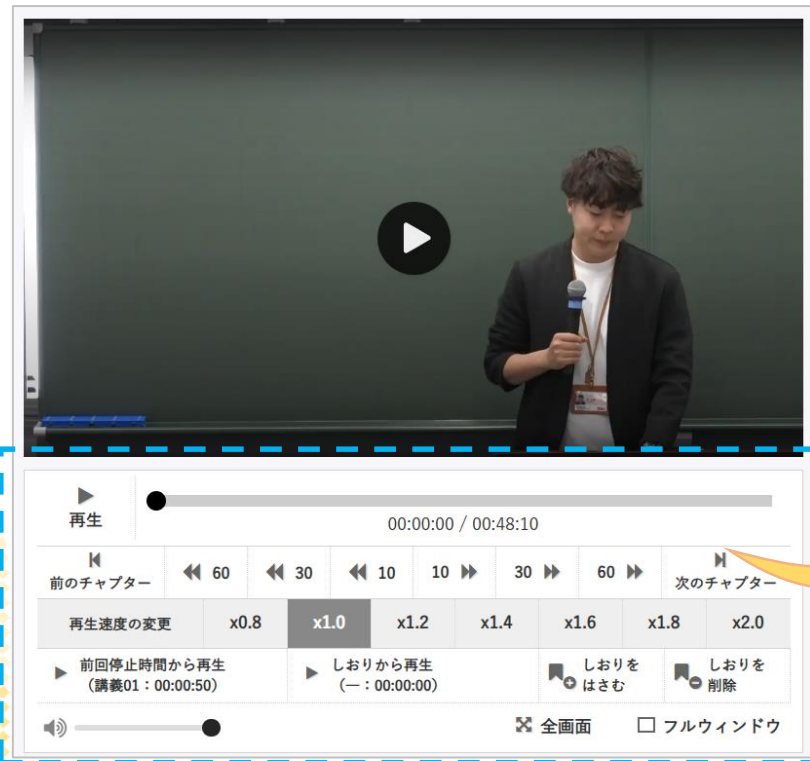 再生
00:00:00 / 00:48:10
前のチャプター 60 30 10 10 30 60 次のチャプター
再生速度の変更 x0.8 x1.0 x1.2 x1.4 x1.6 x1.8 x2.0
前回停止時間から再生
(講義01:00:00:50)
しおりから再生
(ー:00:00:00)
しおりを
はさむ
しおりを
削除
全画面 フルウィンドウ